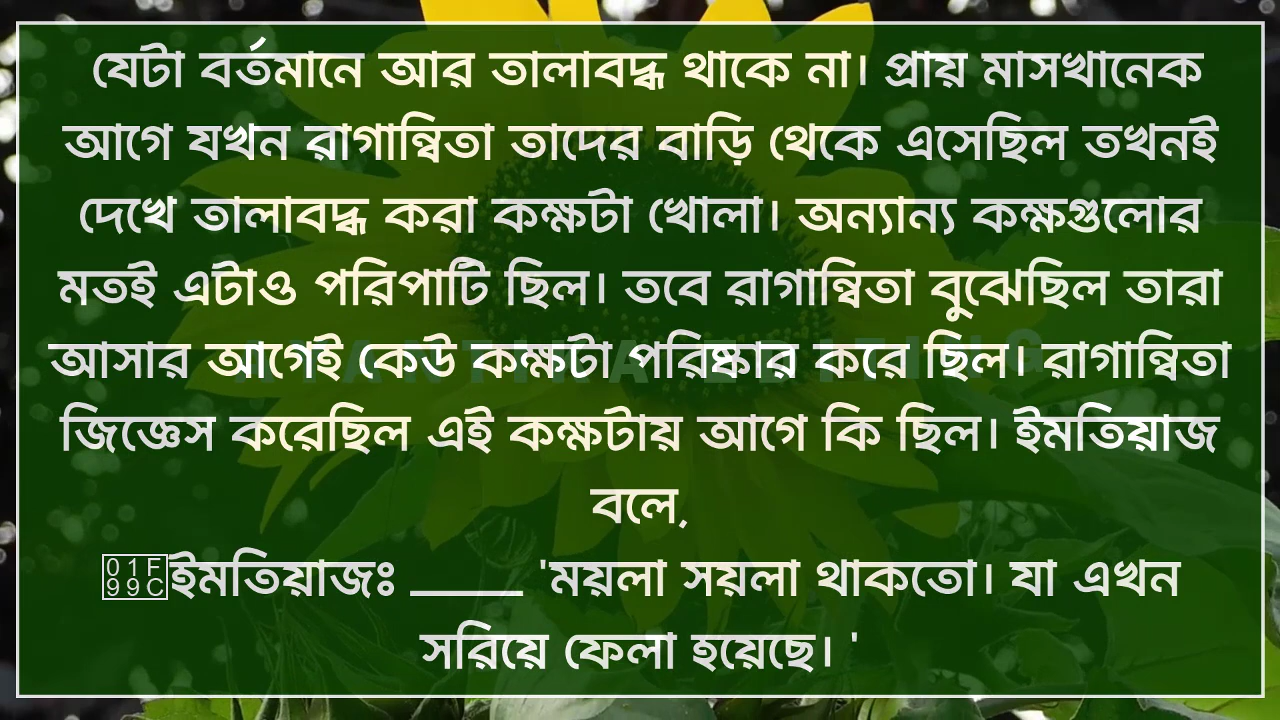 যেটা বর্তমানে আর তালাবদ্ধ থাকে না। প্রায় মাসখানেক
আগে যখন রাগান্বিতা তাদের বাড়ি থেকে এসেছিল তখনই
দেখে তালাবদ্ধ করা কক্ষটা খোলা। অন্যান্য কক্ষগুলোর
মতই এটাও পরিপাটি ছিল। তবে রাগান্বিতা বুঝেছিল তারা
আসার আগেই কেউ কক্ষটা পরিষ্কার করে ছিল। রাগান্বিতা
জিজ্ঞেস করেছিল এই কক্ষটায় আগে কি ছিল। ইমতিয়াজ
বলে,
ইমতিয়াজঃ _____ 'ময়লা সয়লা থাকতো। যা এখন
সরিয়ে ফেলা হয়েছে। '